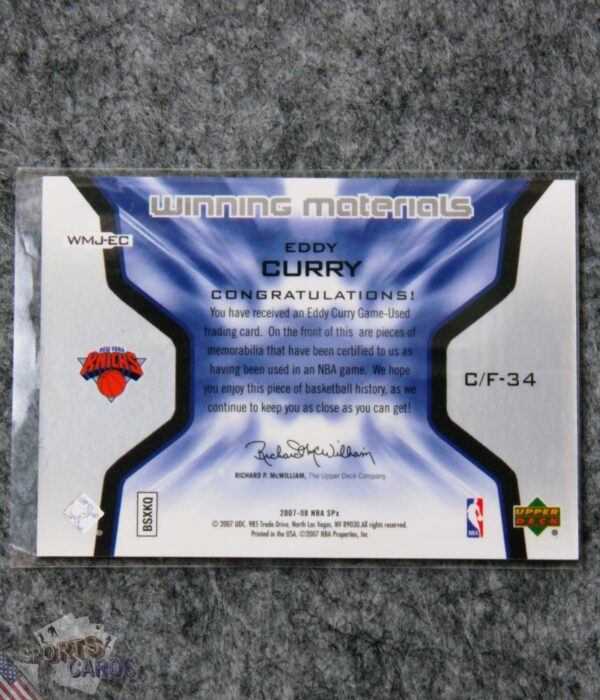 winning materials
WMJ-EC
EDDY
CURRY
CONGRATULATIONS!
You have received an Eddy Curry Game-Used
trading card. On the front of this are pieces of
memorabilia that have been certified to us as
having been used in an NBA game. We hope
you enjoy this piece of basketball history, as we
continue to keep you as close as you can get!
NEW YORK
KNICKS
C/F-34
Richard McWilliam
RICHARD P. McWILLIAM, The Upper Deck Company
BSXKQ
2007-08 NBA SPx
© 2007 UDC. 985 Trade Drive, North Las Vegas, NV 89030. All rights reserved.
Printed in the USA. ©2007 NBA Properties, Inc
NBA
UPPER
DECK
®
®
SPORTS
CARDS